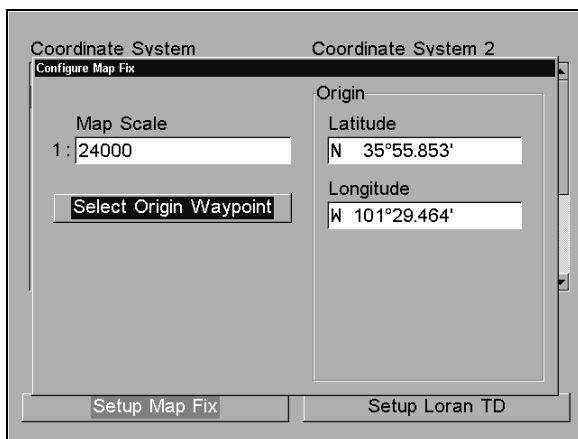 Coordinate System Coordinate System 2
Configure Map Fix
Map Scale
1: 24000
Select Origin Waypoint
Origin
Latitude
N 35°55.853'
Longitude
W 101°29.464'
Setup Map Fix Setup Loran TD